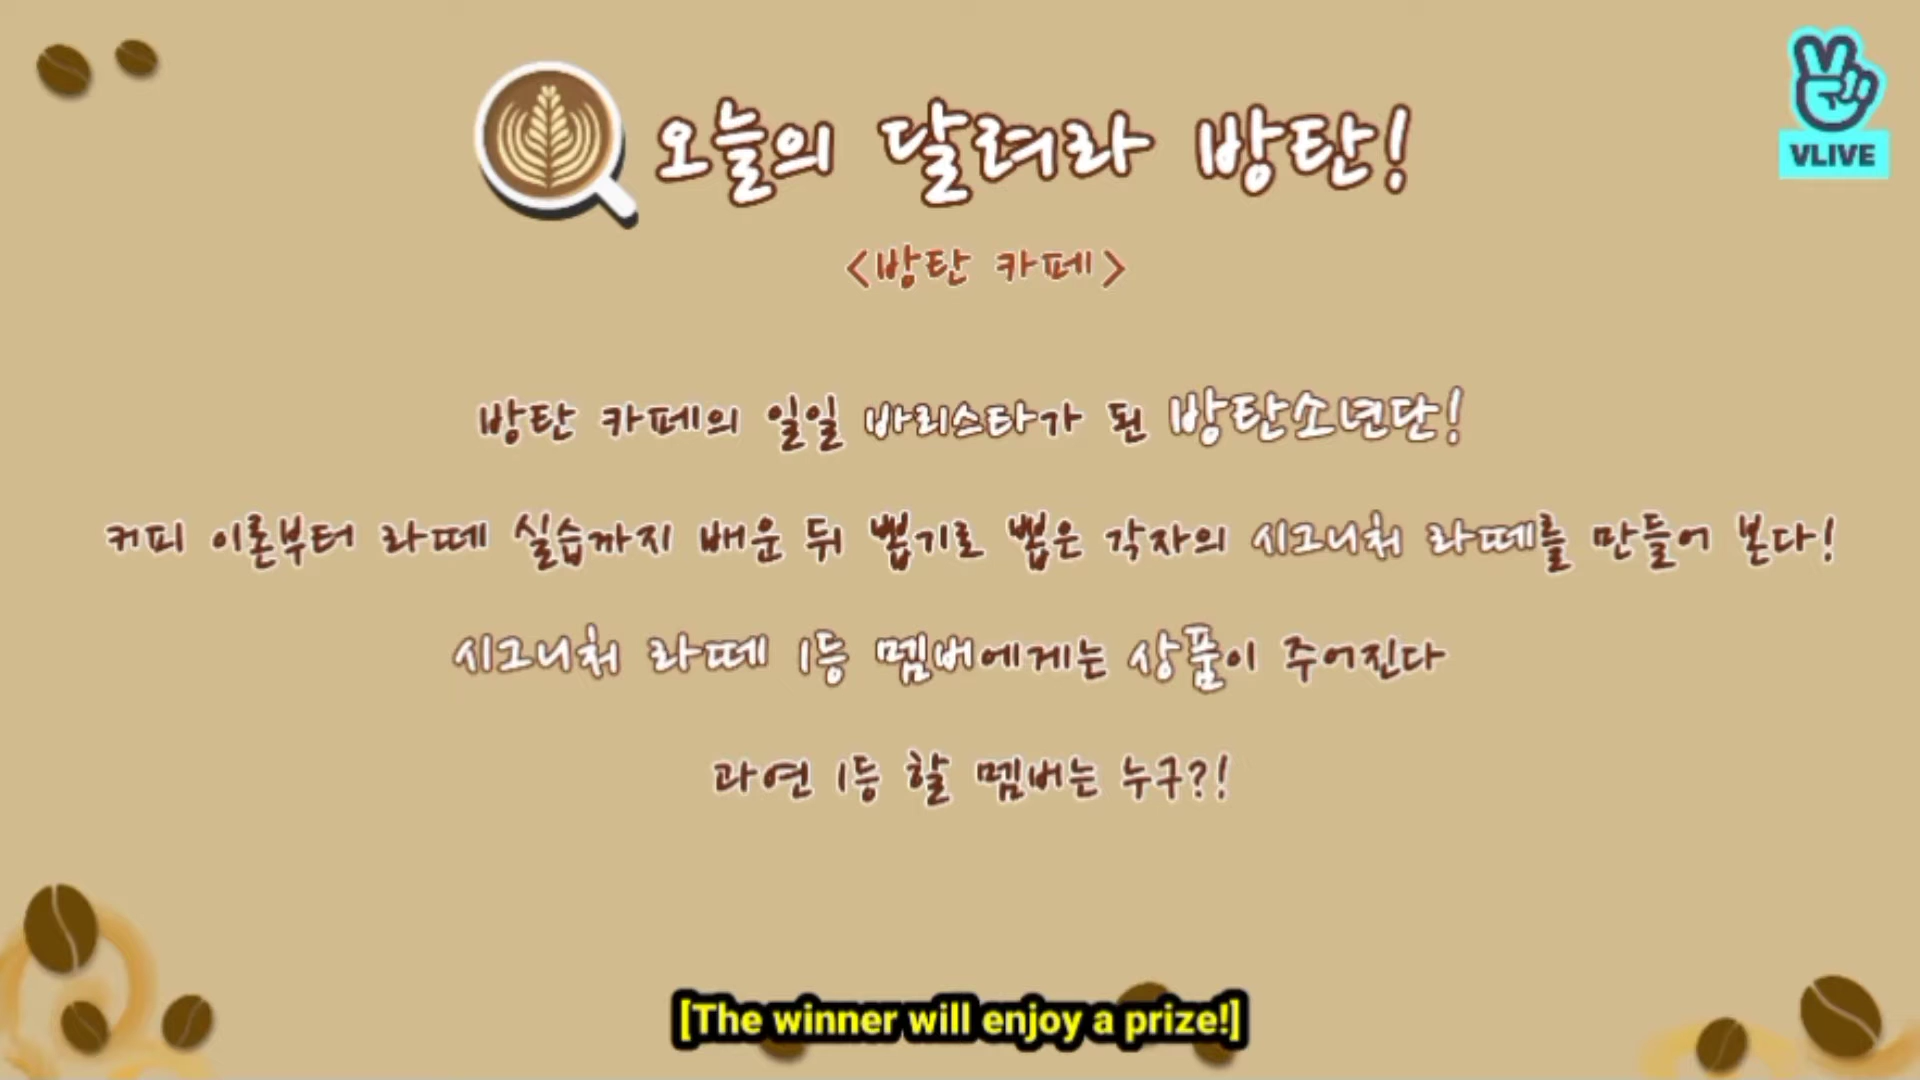 오늘의 달려라 방탄!
VLIVE
<방탄 카페>
방탄 카페의 일일 바리스타가 된 방탄소년단!
커피 이론부터 라떼 실습까지 배운 뒤 뽑기로 뽑은 각자의 시그니처 라떼를 만들어 본다!
시그니처 라떼 1등 멤버에게는 상품이 주어진다
과연 1등 할 멤버는 누구?!
[The winner will enjoy a prize!]